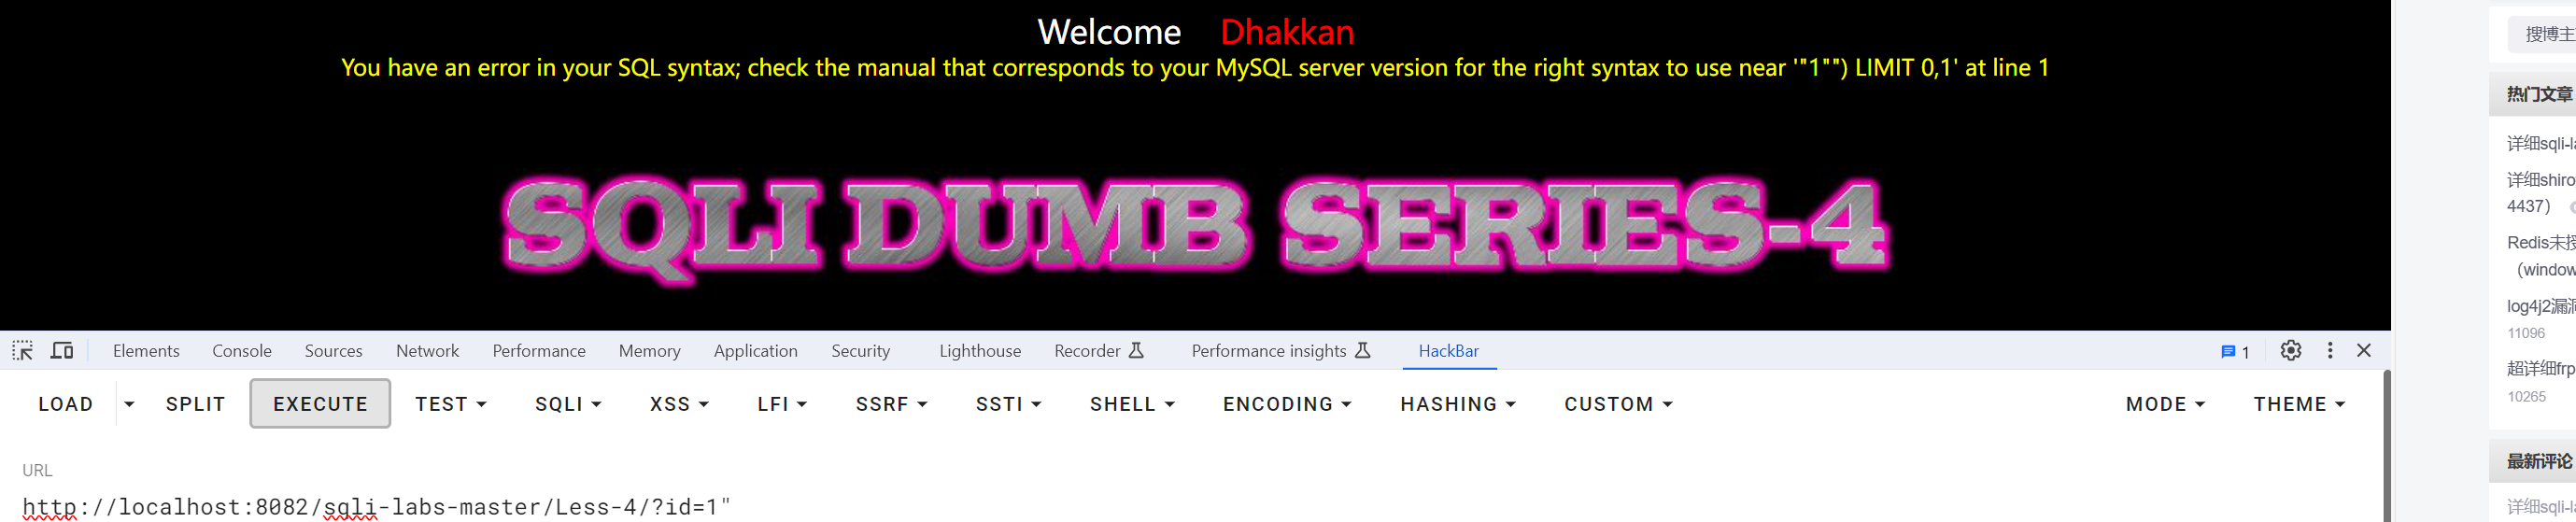 Welcome Dhakkan
You have an error in your SQL syntax; check the manual that corresponds to your MySQL server version for the right syntax to use near '"1"") LIMIT 0,1' at line 1
SQLI DUMB SERIES-4
Elements Console Sources Network Performance Memory Application Security Lighthouse Recorder Performance insights HackBar 1
LOAD SPLIT EXECUTE TEST SQLI XSS LFI SSRF SSTI SHELL ENCODING HASHING CUSTOM MODE THEME
URL
http://localhost:8082/sqli-labs-master/Less-4/?id=1"
搜博主
热门文章
详细sqli-la
详细shiro
4437）
Redis未授
（window
log4j2漏洞
11096
超详细frp
10265
最新评论
详细sqli-la